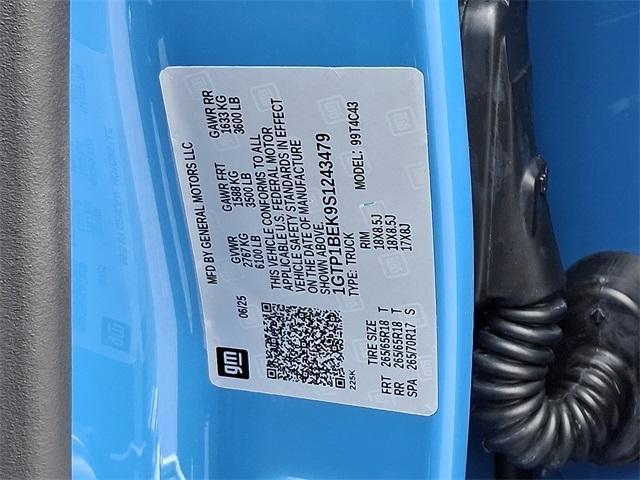 MFD BY GENERAL MOTORS LLC
06/25
GVWR GAWR FRT GAWR RR
2767 KG 1588 KG 1633 KG
6100 LB 3500 LB 3600 LB
THIS VEHICLE CONFORMS TO ALL
APPLICABLE U.S. FEDERAL MOTOR
VEHICLE SAFETY STANDARDS IN EFFECT
ON THE DATE OF MANUFACTURE
SHOWN ABOVE.
1GTP1BEK9S1243479
TYPE: TRUCK MODEL: 99T4C43
gm
225K
TIRE SIZE RIM
FRT 265/65R18 T 18X8.5J
RR 265/65R18 T 18X8.5J
SPA 265/70R17 S 17X8J